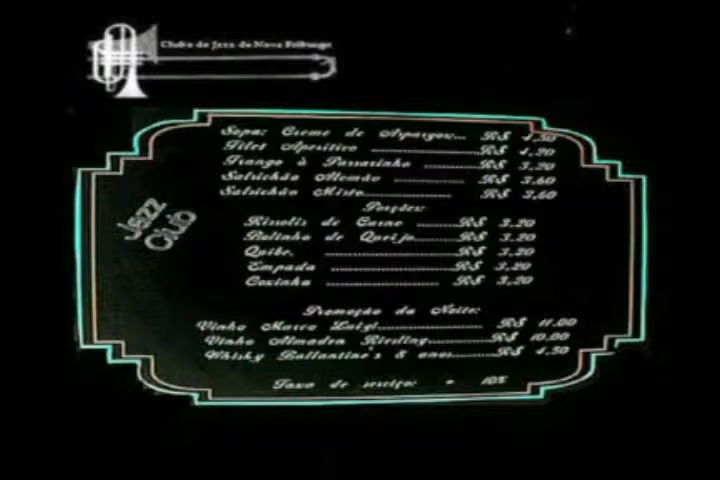 Clube de Jazz de Nova Friburgo
Sopa: Creme de Aspargos... R$ 4,50
Filet Aperitivo ........................ R$ 4,20
Frango à Passarinho ............ R$ 3,20
Salsichão Alemão ............ R$ 3,60
Salsichão Misto.................. R$ 3,60
Jazz
Club
Porções:
Rissolis de Carne ..........R$ 3,20
Bolinho de Queijo........R$ 3,20
Quibe. ........................R$ 3,20
Empada ........................R$ 3,20
Coxinha ........................R$ 3,20
Promoção da Noite:
Vinho Marco Luigi.................... R$ 11.00
Vinho Almaden Riesling............R$ 10.00
Whisky Ballantine's 8 anos.........R$ 4,50
Taxa de serviço: = 10%